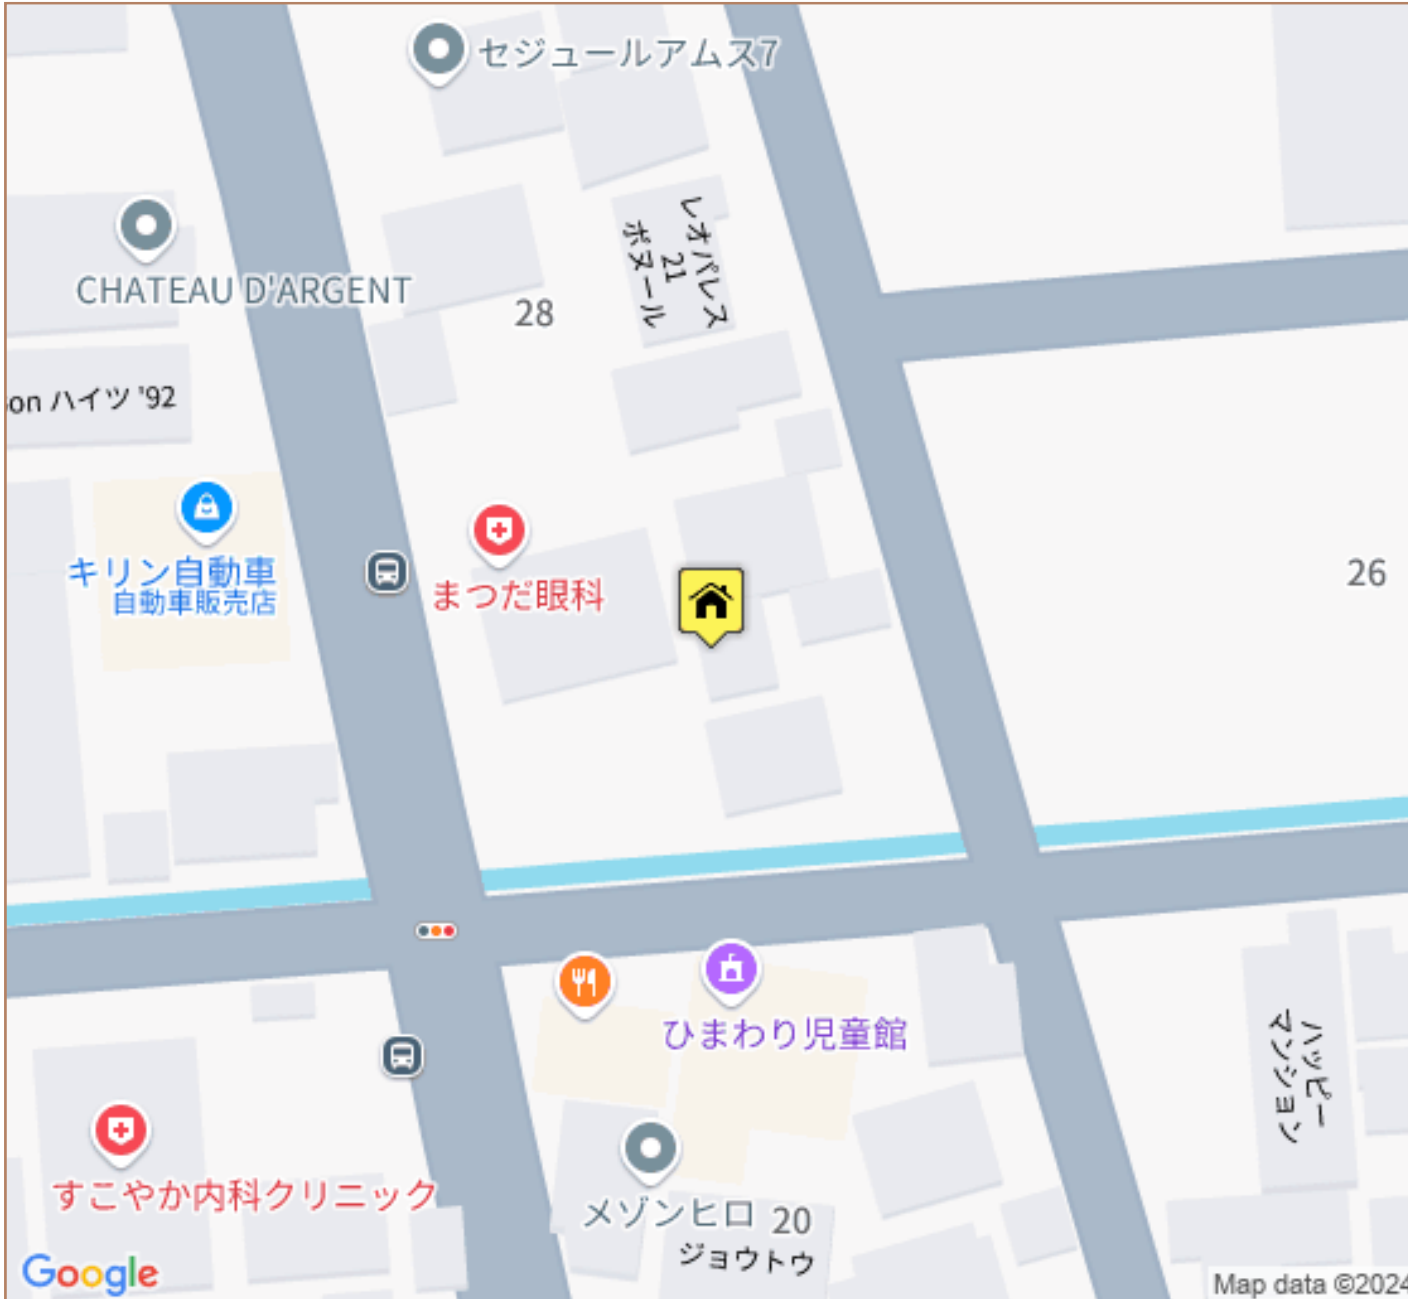 セジュールアムス7
レオパレス
21
ボヌール
CHATEAU D'ARGENT
28
on ハイツ '92
キリン自動車
自動車販売店
まつだ眼科
26
ひまわり児童館
ハッピー
マンション
すこやか内科クリニック
メゾンヒロ
20
ジョウトウ
Google
Map data ©2024